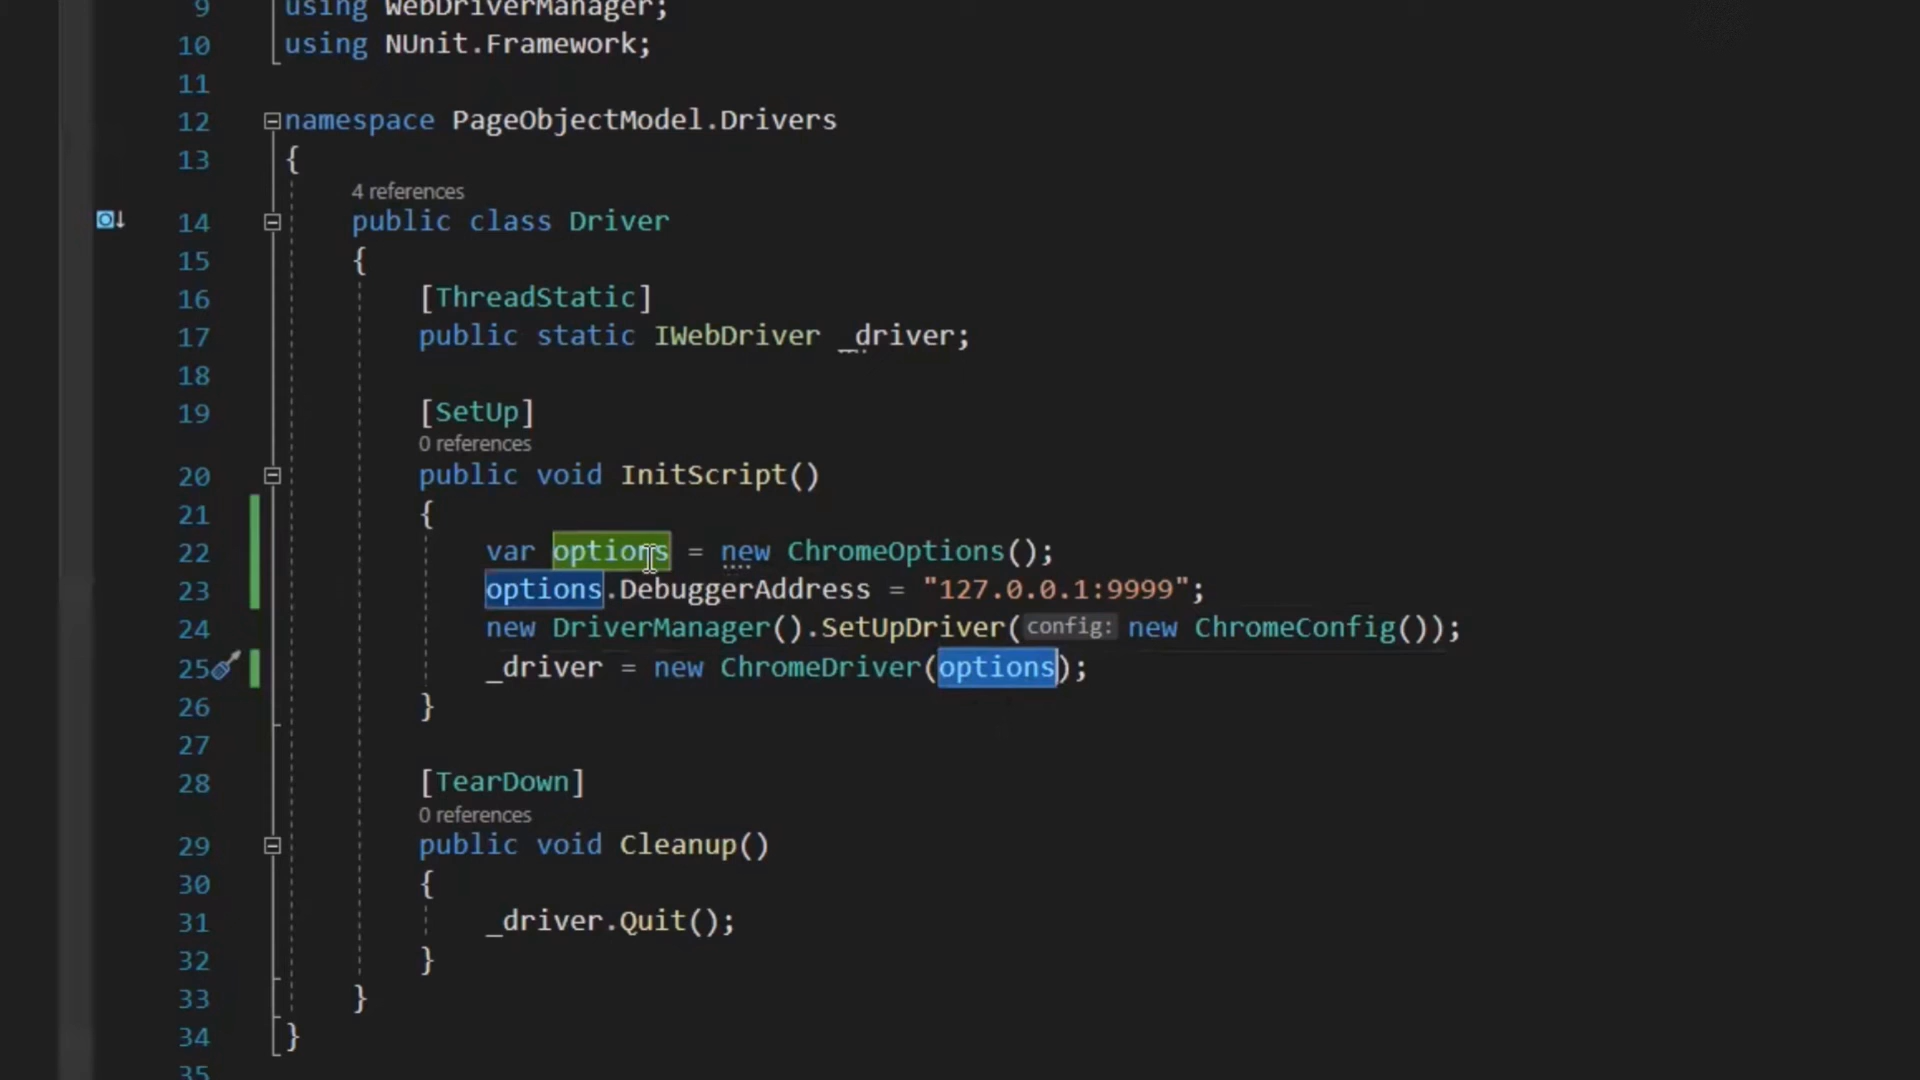 9 using WebDriverManager;
10 using NUnit.Framework;
11
12 namespace PageObjectModel.Drivers
13 {
4 references
14 public class Driver
15 {
16 [ThreadStatic]
17 public static IWebDriver _driver;
18
19 [SetUp]
0 references
20 public void InitScript()
21 {
22 var options = new ChromeOptions();
23 options.DebuggerAddress = "127.0.0.1:9999";
24 new DriverManager().SetUpDriver(config: new ChromeConfig());
25 _driver = new ChromeDriver(options);
26 }
27
28 [TearDown]
0 references
29 public void Cleanup()
30 {
31 _driver.Quit();
32 }
33 }
34 }
35